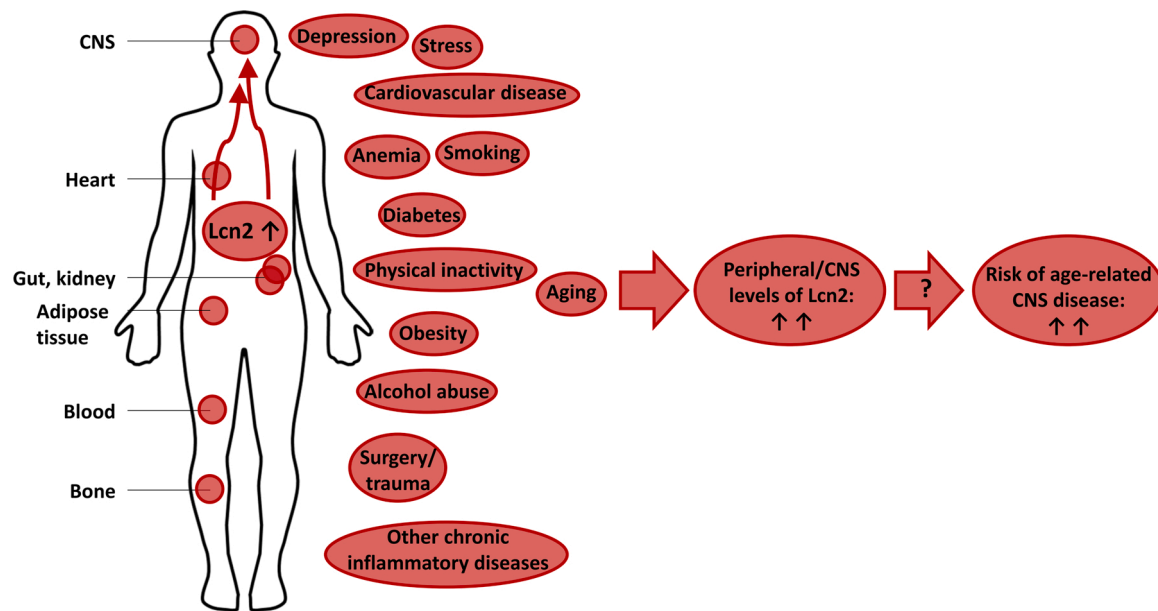 CNS
Heart
Lcn2 ↑
Gut, kidney
Adipose
tissue
Blood
Bone
Depression
Stress
Cardiovascular disease
Anemia
Smoking
Diabetes
Physical inactivity
Aging
Obesity
Alcohol abuse
Surgery/
trauma
Other chronic
inflammatory diseases
Peripheral/CNS
levels of Lcn2:
↑ ↑
?
Risk of age-related
CNS disease:
↑ ↑